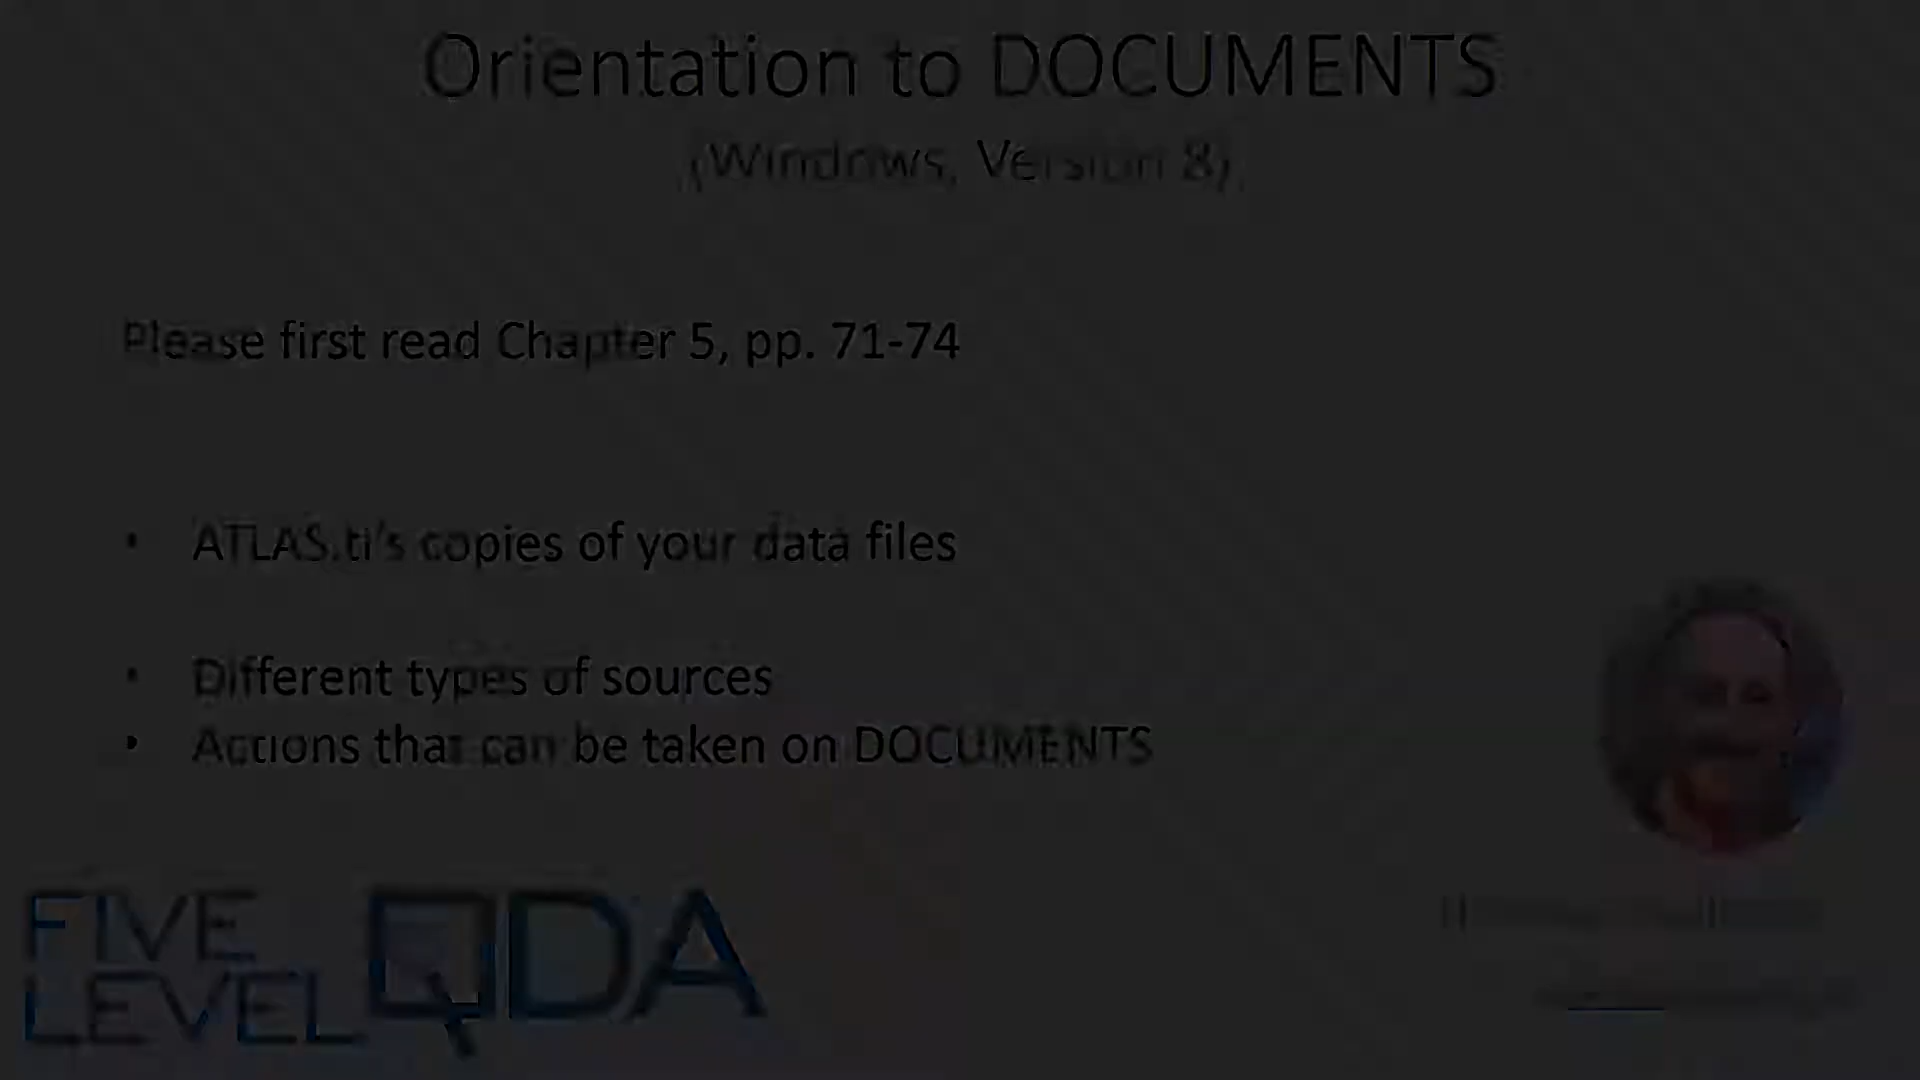 Orientation to DOCUMENTS
(Windows, Version 8)
Please first read Chapter 5, pp. 71-74
• ATLAS.ti's copies of your data files
• Different types of sources
• Actions that can be taken on DOCUMENTS
FIVE LEVEL QDA